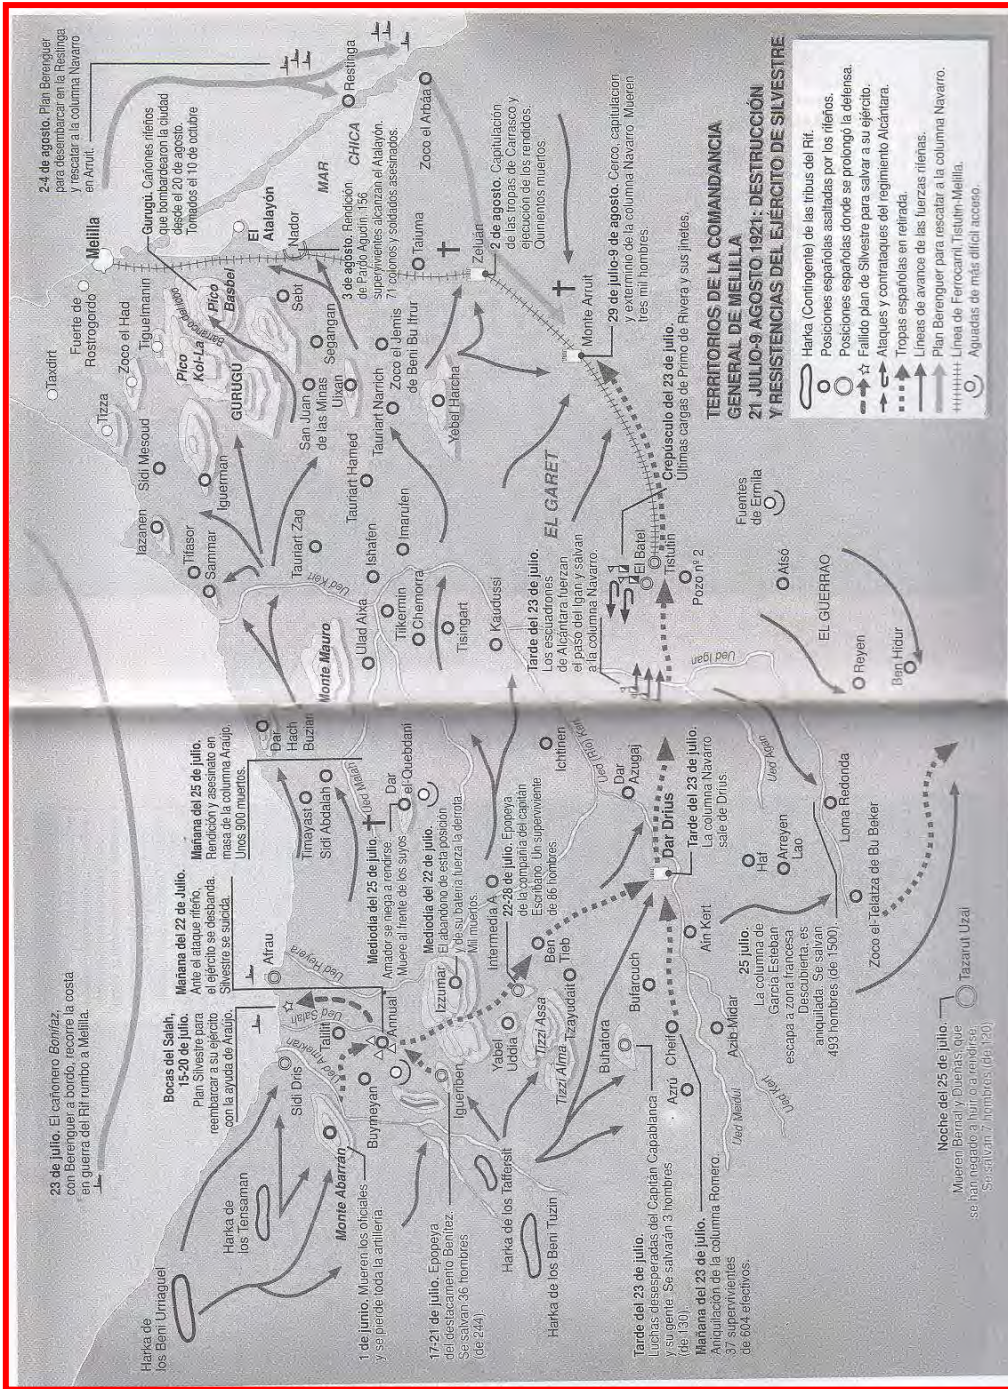 23 de julio. El cañonero Bonifaz,
con Berenguer a bordo, recorre la costa
en guerra del Rif rumbo a Melilla.
2-4 de agosto. Plan Berenguer
para desembarcar en la Restinga
y rescatar a la columna Navarro
en Arruit.
Harka de
los Beni Urriaguel
Harka de
los Tensaman
Bocas del Salah,
15-20 de julio.
Plan Silvestre para
reembarcar a su ejército
con la ayuda de Araújo.
Mañana del 22 de Julio.
Ante el ataque rifeño,
el ejército se desbanda.
Silvestre se suicida.
Mañana del 25 de julio.
Rendición y asesinato en
masa de la columna Araújo.
Unos 900 muertos.
Sidi Dris
Afrau
Ued Amekran
Ued Salah
Ued Reyera
Talilit
Annual
Buymeyan
Monte Abarrán
1 de junio. Mueren los oficiales
y se pierde toda la artillería
17-21 de julio. Epopeya
del destacamento Benítez.
Se salvan 26 hombres
(de 244).
Igueriben
Izzumar
Yabel
Uddia
Tizzi Assa
Tizzi Alma
Tzayudait
Harka de los Taffersit
Harka de los Beni Tuzin
Mediodía del 25 de julio.
Amador se niega a rendirse.
Muere al frente de los suyos
Mediodía del 22 de julio.
El abandono de esta posición
y de su batería fuerza la derrota.
Mil muertos.
Intermedia A
22-28 de julio. Epopeya
de la compañía del capitán
Escribano. Un superviviente
de 86 hombres.
Dar
Hach
Buzian
Timayast
Sidi Abdalah
Ued Melah
Dar
el-Quebdani
Monte Mauro
Ben
Tieb
Buhafora
Bufarcuch
Azrú
Cheif
Ain Kert
Azib Midar
Ued Meidul
Ued Kert
Ichtinen
Ued (Río) Kert
Dar
Azugaj
Dar Drius
Tarde del 23 de julio.
La columna Navarro
sale de Drius.
Haf
Arreyen
Lao
Ued Agan
Loma Redonda
Zoco el-Telatza de Bu Beker
25 julio.
La columna de
García Esteban
escapa a zona francesa
Descubierta, es
aniquilada. Se salvan
493 hombres (de 1500).
Tarde del 23 de julio.
Luchas desesperadas del Capitán Capablanca
y su gente. Se salvarán 3 hombres
(de 130).
Mañana del 23 de julio.
Aniquilación de la columna Romero.
37 supervivientes
de 604 efectivos.
Noche del 25 de julio.
Mueren Bernal y Dueñas, que
se han negado a huir o a rendirse.
Se salvan 7 hombres (de 120)
Tazarut Uzai
Taxdirt
Fuerte de
Rostrogordo
Melilla
Tizza
Zoco el Had
Tiguelmanin
Gurugú. Cañones rifeños
que bombardearon la ciudad
desde el 20 de agosto.
Tomados el 10 de octubre
Sidi Mesoud
Iazanen
Tifasor
Sammar
Iguerman
Pico
Kol-La
Pico
Basbel
GURUGÚ
El
Atalayón
Nador
MAR
CHICA
Restinga
Sebt
Segangan
San Juan
de las Minas
Uixan
Tauriart Zag
Ued Kert
Tauriart Hamed
Tauriart Narrich
Zoco el Jemis
de Beni Bu Ifrur
Yebel Harcha
3 de agosto. Rendición
de Pardo Agudín. 156
supervivientes alcanzan el Atalayón.
71 colonos y soldados asesinados.
Tauima
Zoco el Arbáa
Zeluán
2 de agosto. Capitulación
de las tropas de Carrasco y
ejecución de los rendidos.
Quinientos muertos.
Ulad Aixa
Ishafen
Tilkermin
Imarufen
Chemorra
Tisingart
Kaudussi
EL GARET
Monte Arruit
29 de julio-9 de agosto. Cerco, capitulación
y exterminio de la columna Navarro. Mueren
tres mil hombres
Tarde del 23 de julio.
Los escuadrones
de Alcántara fuerzan
el paso del Igan y salvan
a la columna Navarro.
El Batel
Tistutin
Crepúsculo del 23 de julio.
Últimas cargas de Primo de Rivera y sus jinetes.
Pozo nº 2
Ued Igan
Fuentes
de Ermila
Afsó
EL GUERRAO
Reyen
Ben Hidur
TERRITORIOS DE LA COMANDANCIA
GENERAL DE MELILLA
21 JULIO-9 AGOSTO 1921: DESTRUCCIÓN
Y RESISTENCIAS DEL EJÉRCITO DE SILVESTRE
Harka (Contingente) de las tribus del Rif.
Posiciones españolas asaltadas por los rifeños.
Posiciones españolas donde se prolongó la defensa.
Fallido plan de Silvestre para salvar a su ejército.
Ataques y contrataques del regimiento Alcántara.
Tropas españolas en retirada.
Líneas de avance de las fuerzas rifeñas.
Plan Berenguer para rescatar a la columna Navarro.
Línea de Ferrocarril Tistutin-Melilla.
Aguadas de más difícil acceso.